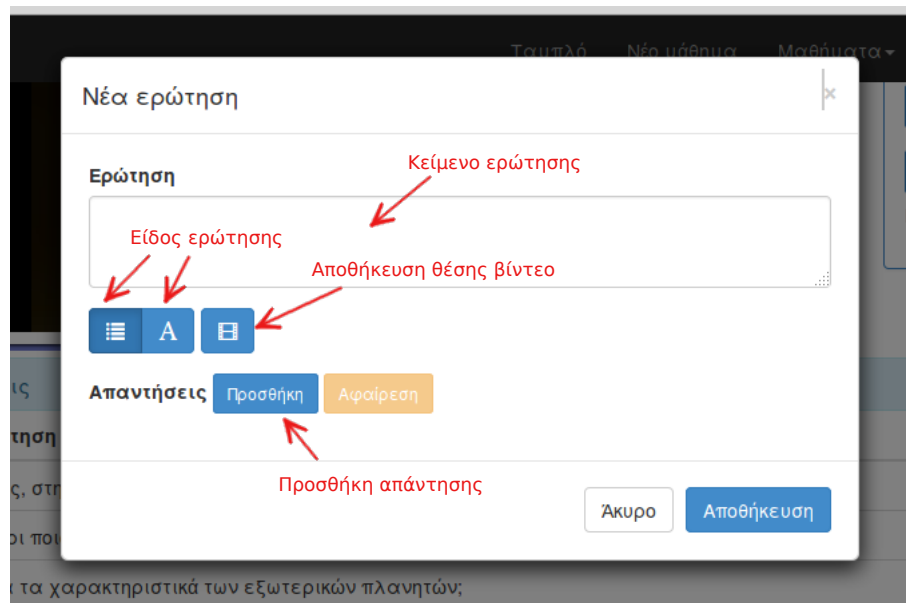 Ταμπλό Νέο μάθημα Μαθήματα
Νέα ερώτηση ×
Κείμενο ερώτησης
Ερώτηση
Είδος ερώτησης
Αποθήκευση θέσης βίντεο
A
Απαντήσεις Προσθήκη Αφαίρεση
Προσθήκη απάντησης
Άκυρο Αποθήκευση
τα χαρακτηριστικά των εξωτερικών πλανητών;